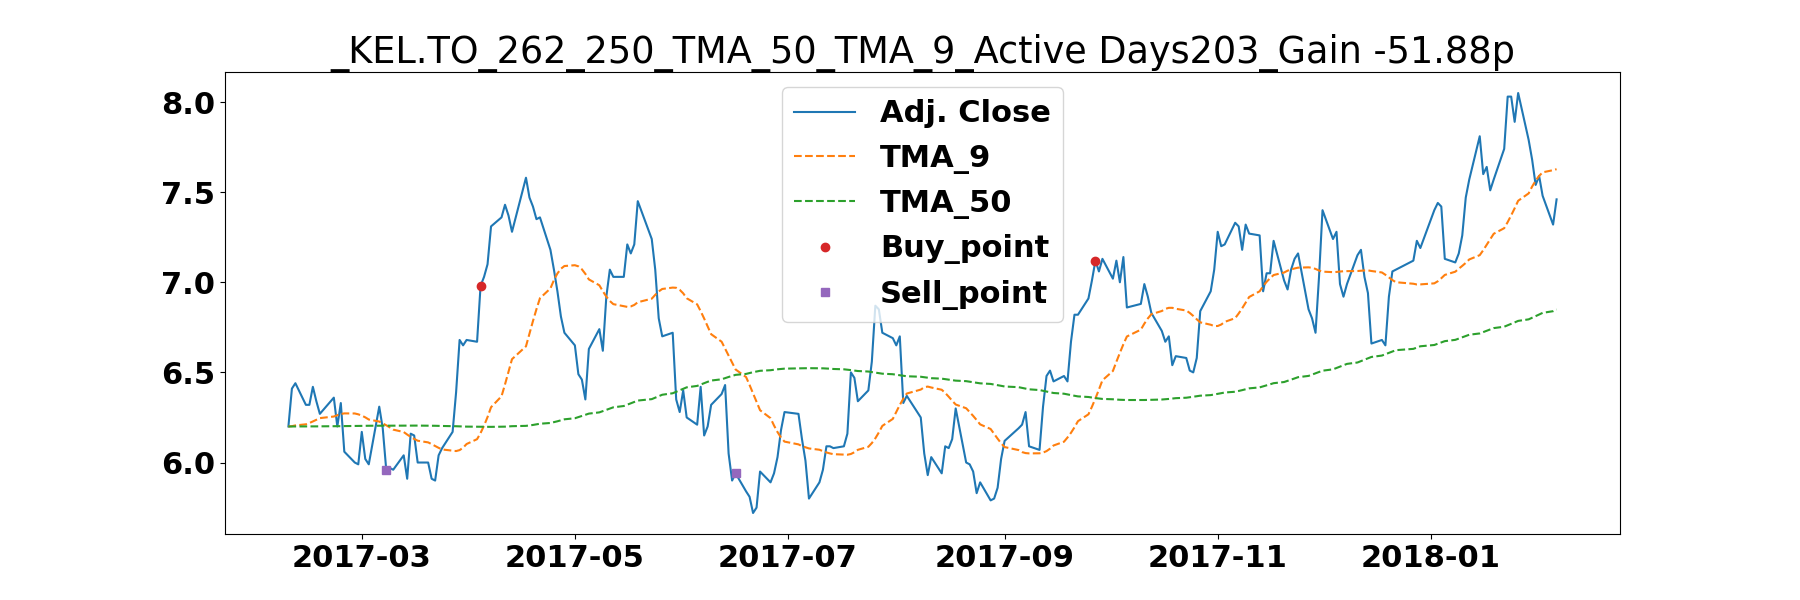 _KEL.TO_262_250_TMA_50_TMA_9_Active Days203_Gain -51.88p
8.0
7.5
7.0
6.5
6.0
Adj. Close
TMA_9
TMA_50
Buy_point
Sell_point
2017-03
2017-05
2017-07
2017-09
2017-11
2018-01